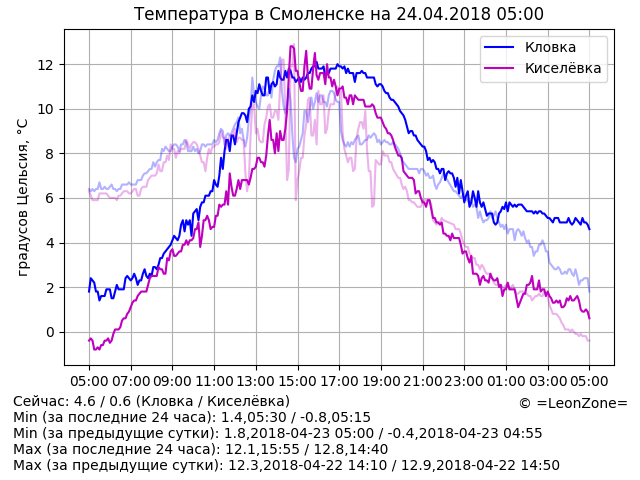 Температура в Смоленске на 24.04.2018 05:00
Кловка
Киселёвка
градусов Цельсия, °C
12
10
8
6
4
2
0
05:00 07:00 09:00 11:00 13:00 15:00 17:00 19:00 21:00 23:00 01:00 03:00 05:00
Сейчас: 4.6 / 0.6 (Кловка / Киселёвка)
© =LeonZone=
Min (за последние 24 часа): 1.4,05:30 / -0.8,05:15
Min (за предыдущие сутки): 1.8,2018-04-23 05:00 / -0.4,2018-04-23 04:55
Max (за последние 24 часа): 12.1,15:55 / 12.8,14:40
Max (за предыдущие сутки): 12.3,2018-04-22 14:10 / 12.9,2018-04-22 14:50